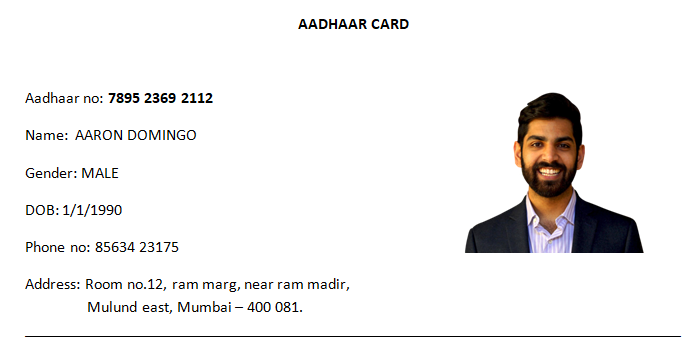 AADHAAR CARD
Aadhaar no: 7895 2369 2112
Name:  AARON DOMINGO
Gender: MALE
DOB: 1/1/1990
Phone no: 85634 23175
Address: Room no.12, ram marg, near ram madir,
Mulund east, Mumbai – 400 081.